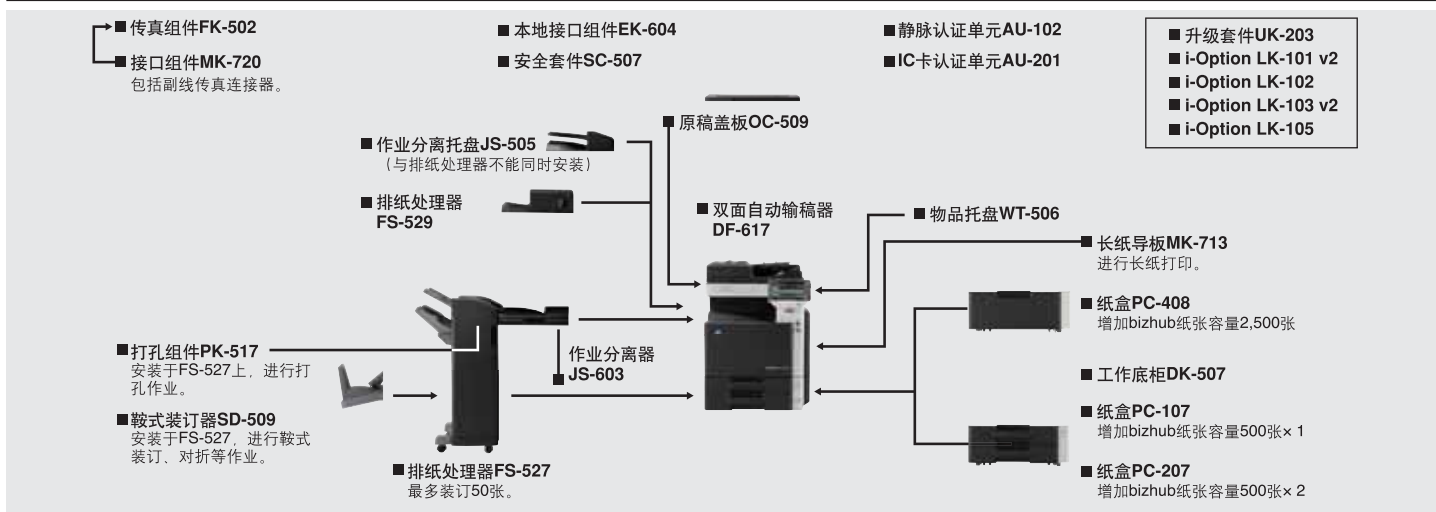 传真组件FK-502
接口组件MK-720
包括副线传真连接器。
本地接口组件EK-604
安全套件SC-507
静脉认证单元AU-102
IC卡认证单元AU-201
升级套件UK-203
i-Option LK-101 v2
i-Option LK-102
i-Option LK-103 v2
i-Option LK-105
原稿盖板OC-509
作业分离托盘JS-505
（与排纸处理器不能同时安装）
排纸处理器
FS-529
双面自动输稿器
DF-617
物品托盘WT-506
长纸导板MK-713
进行长纸打印。
纸盒PC-408
增加bizhub纸张容量2,500张
打孔组件PK-517
安装于FS-527上，进行打
孔作业。
作业分离器
JS-603
工作底柜DK-507
鞍式装订器SD-509
安装于FS-527，进行鞍式
装订、对折等作业。
纸盒PC-107
增加bizhub纸张容量500张× 1
排纸处理器FS-527
最多装订50张。
纸盒PC-207
增加bizhub纸张容量500张× 2